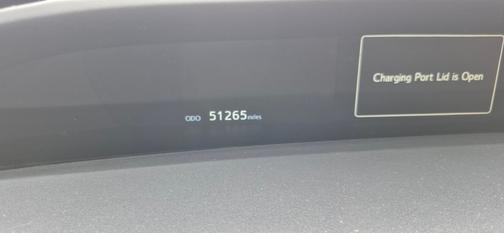 Charging Port Lid is Open
ODO 51265 miles